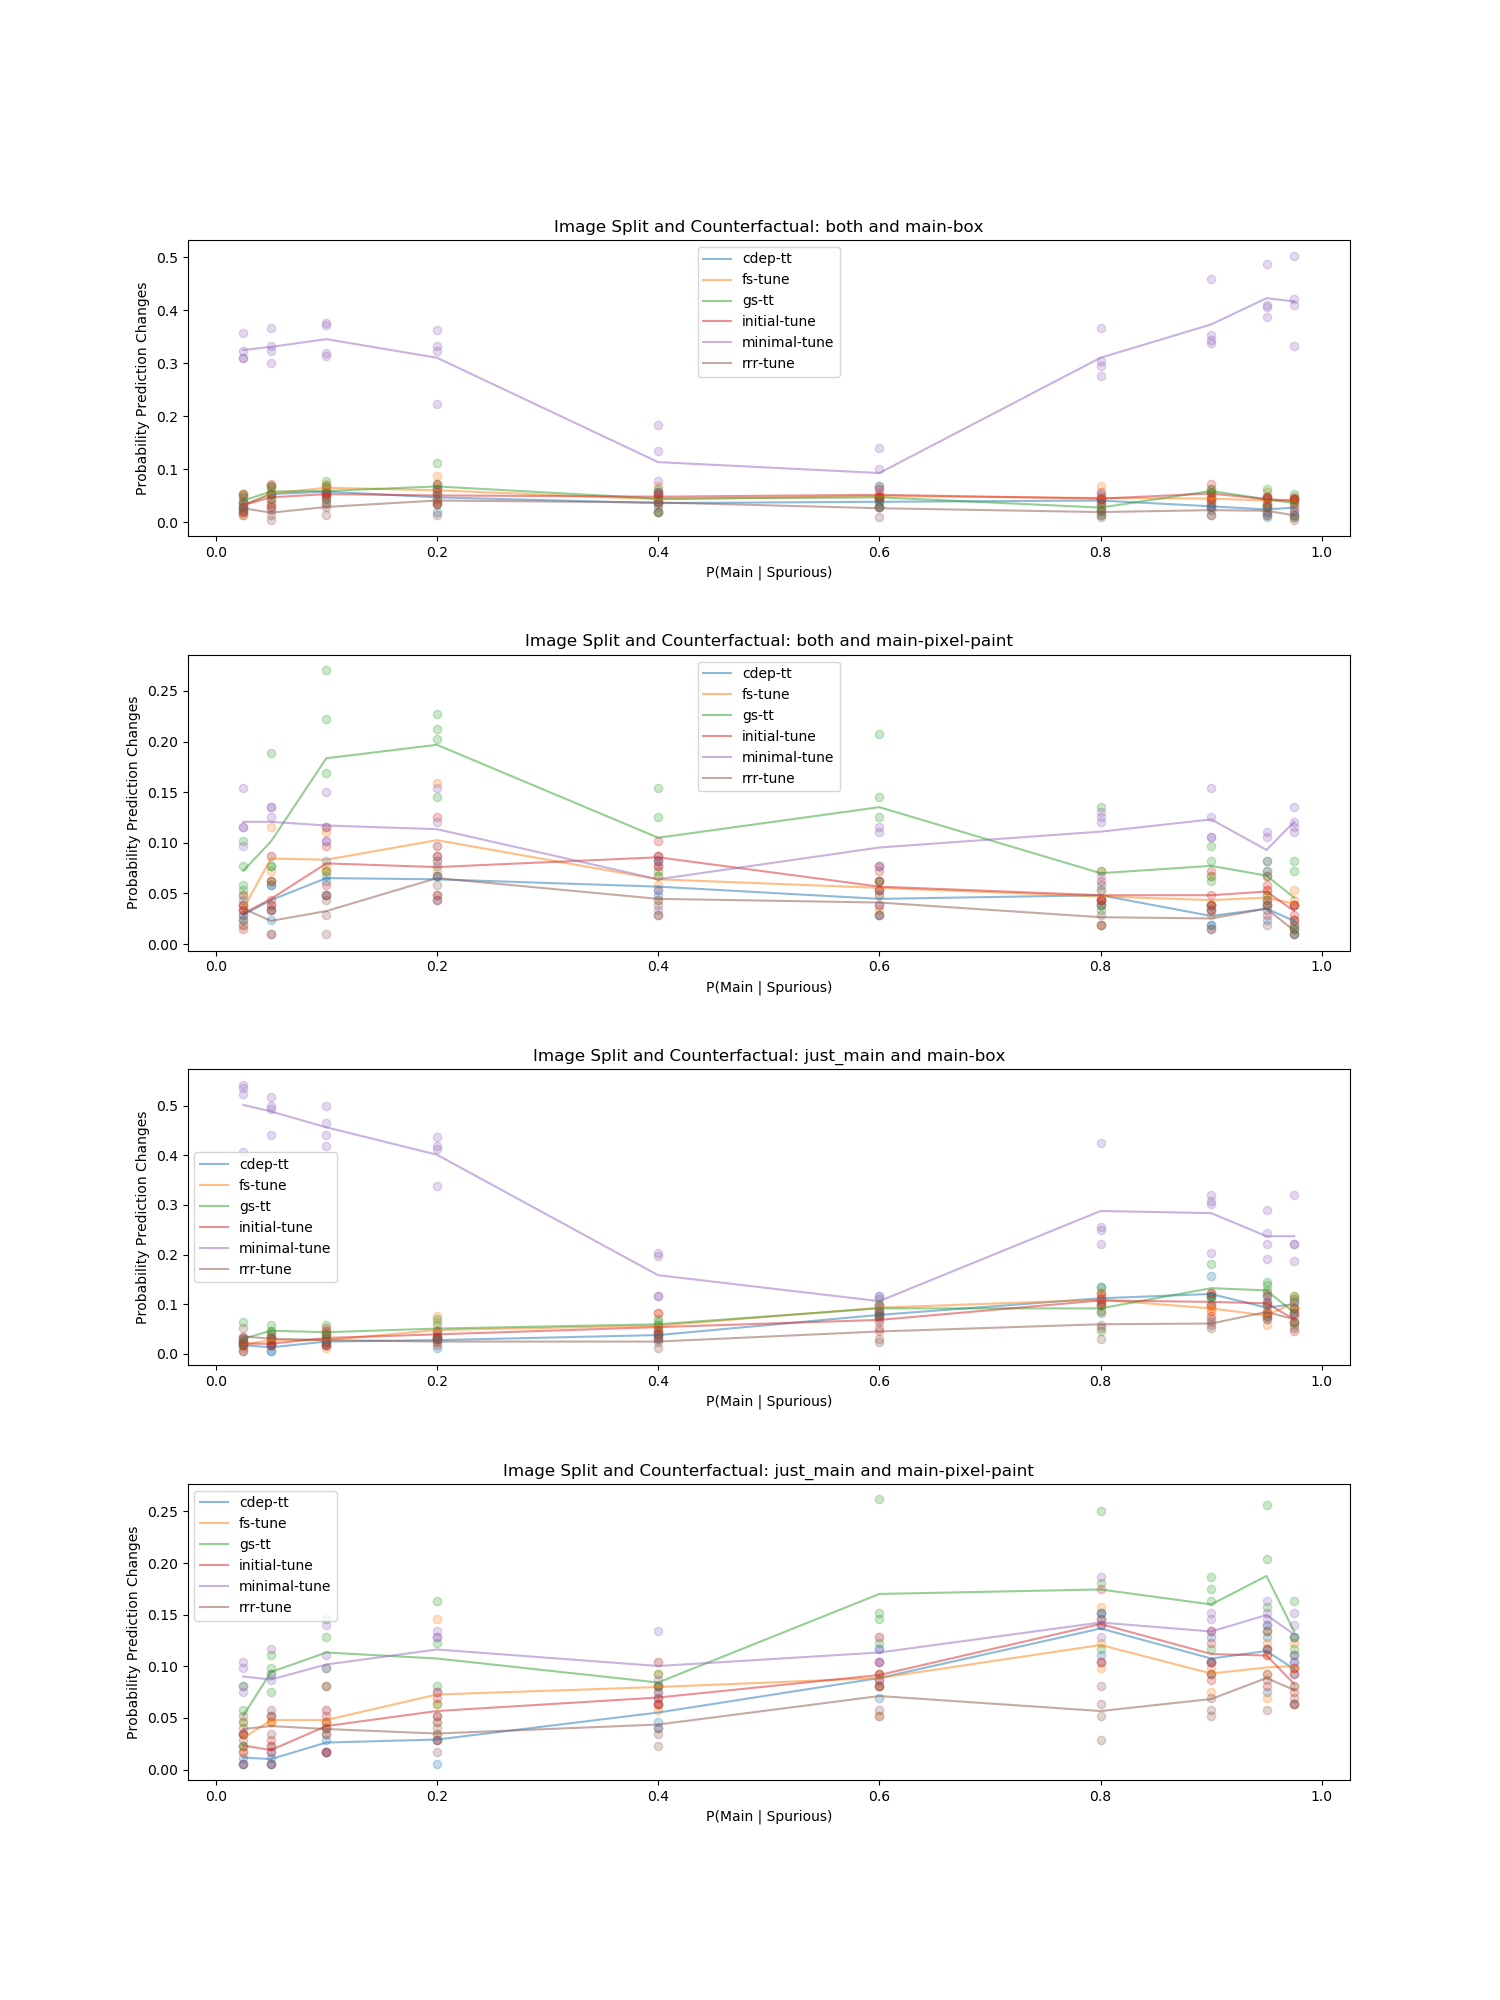 Image Split and Counterfactual: both and main-box
Probability Prediction Changes
0.5
0.4
0.3
0.2
0.1
0.0
cdep-tt
fs-tune
gs-tt
initial-tune
minimal-tune
rrr-tune
0.0 0.2 0.4 0.6 0.8 1.0
P(Main | Spurious)
Image Split and Counterfactual: both and main-pixel-paint
Probability Prediction Changes
0.25
0.20
0.15
0.10
0.05
0.00
cdep-tt
fs-tune
gs-tt
initial-tune
minimal-tune
rrr-tune
0.0 0.2 0.4 0.6 0.8 1.0
P(Main | Spurious)
Image Split and Counterfactual: just_main and main-box
Probability Prediction Changes
0.5
0.4
0.3
0.2
0.1
0.0
cdep-tt
fs-tune
gs-tt
initial-tune
minimal-tune
rrr-tune
0.0 0.2 0.4 0.6 0.8 1.0
P(Main | Spurious)
Image Split and Counterfactual: just_main and main-pixel-paint
Probability Prediction Changes
0.25
0.20
0.15
0.10
0.05
0.00
cdep-tt
fs-tune
gs-tt
initial-tune
minimal-tune
rrr-tune
0.0 0.2 0.4 0.6 0.8 1.0
P(Main | Spurious)